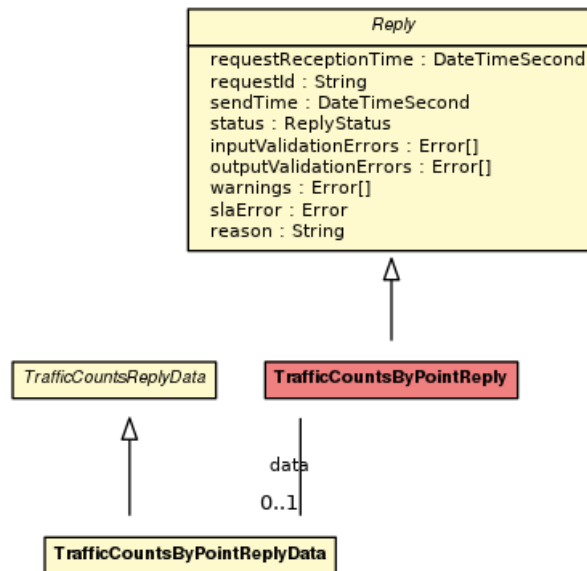 Reply
requestReceptionTime : DateTimeSecond
requestId : String
sendTime : DateTimeSecond
status : ReplyStatus
inputValidationErrors : Error[]
outputValidationErrors : Error[]
warnings : Error[]
slaError : Error
reason : String
TrafficCountsReplyData
TrafficCountsByPointReply
data
0..1
TrafficCountsByPointReplyData